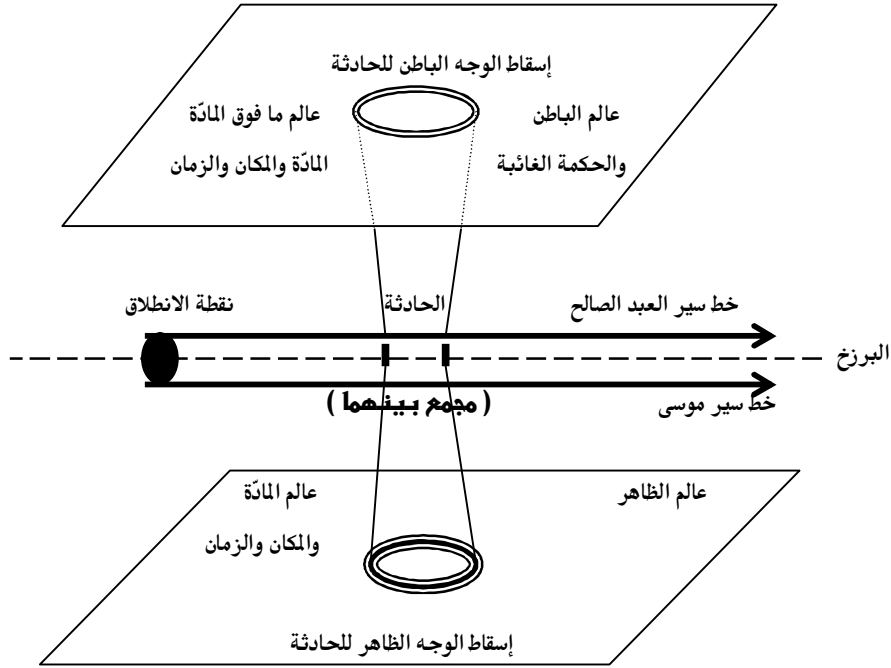 إسقاط الوجه الباطن للحادثة
عالم الباطن
والحكمة الغائبة
عالم ما فوق المادّة
المادّة والمكان والزمان
نقطة الانطلاق
الحادثة
خط سير العبد الصالح
البرزخ
خط سير موسى
( مجمع بينهما )
عالم الظاهر
عالم المادّة
والمكان والزمان
إسقاط الوجه الظاهر للحادثة